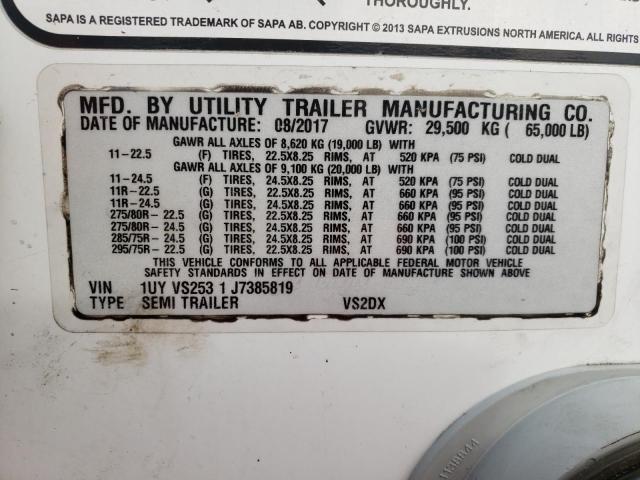 THOROUGHLY.
SAPA IS A REGISTERED TRADEMARK OF SAPA AB. COPYRIGHT © 2013 SAPA EXTRUSIONS NORTH AMERICA. ALL RIGHTS
MFD. BY UTILITY TRAILER MANUFACTURING CO.
DATE OF MANUFACTURE: 08/2017 GVWR: 29,500 KG ( 65,000 LB)
GAWR ALL AXLES OF 8,620 KG (19,000 LB) WITH
11-22.5 (F) TIRES, 22.5X8.25 RIMS, AT 520 KPA (75 PSI) COLD DUAL
GAWR ALL AXLES OF 9,100 KG (20,000 LB) WITH
11-24.5 (F) TIRES, 24.5X8.25 RIMS, AT 520 KPA (75 PSI) COLD DUAL
11R-22.5 (G) TIRES, 22.5X8.25 RIMS, AT 660 KPA (95 PSI) COLD DUAL
11R-24.5 (G) TIRES, 24.5X8.25 RIMS, AT 660 KPA (95 PSI) COLD DUAL
275/80R- 22.5 (G) TIRES, 22.5X8.25 RIMS, AT 660 KPA (95 PSI) COLD DUAL
275/80R- 24.5 (G) TIRES, 24.5X8.25 RIMS, AT 660 KPA (95 PSI) COLD DUAL
285/75R- 24.5 (G) TIRES, 24.5X8.25 RIMS, AT 690 KPA (100 PSI) COLD DUAL
295/75R- 22.5 (G) TIRES, 22.5X8.25 RIMS, AT 690 KPA (100 PSI) COLD DUAL
THIS VEHICLE CONFORMS TO ALL APPLICABLE FEDERAL MOTOR VEHICLE
SAFETY STANDARDS IN EFFECT ON DATE OF MANUFACTURE SHOWN ABOVE
VIN 1UY VS253 1 J7385819
TYPE SEMI TRAILER VS2DX